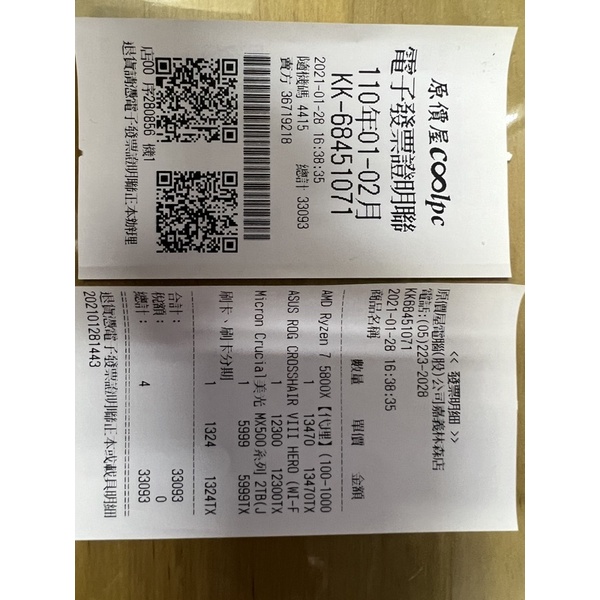 原價屋coolpc
電子發票證明聯
110年01-02月
KK-68451071
2021-01-28 16:38:35
隨機碼 4415 總計 33093
賣方 36719218
店00 序280856 機1
退貨請憑電子發票證明聯正本辦理
<< 發票明細 >>
原價屋電腦(股)公司嘉義林森店
電話:(05)223-2028
KK68451071
2021-01-28 16:38:35
商品名稱 數量 單價 金額
AMD Ryzen 7 5800X【代理】(100-1000
1 13470 13470TX
ASUS ROG CROSSHAIR VIII HERO (WI-F
1 12300 12300TX
Micron Crucial美光 MX500系列 2TB(J
1 5999 5999TX
刷卡、刷卡分期
1 1324 1324TX
合計: 33093
稅額: 0
總計: 4 33093
退貨憑電子發票證明聯正本或載具明細
20210128​1443